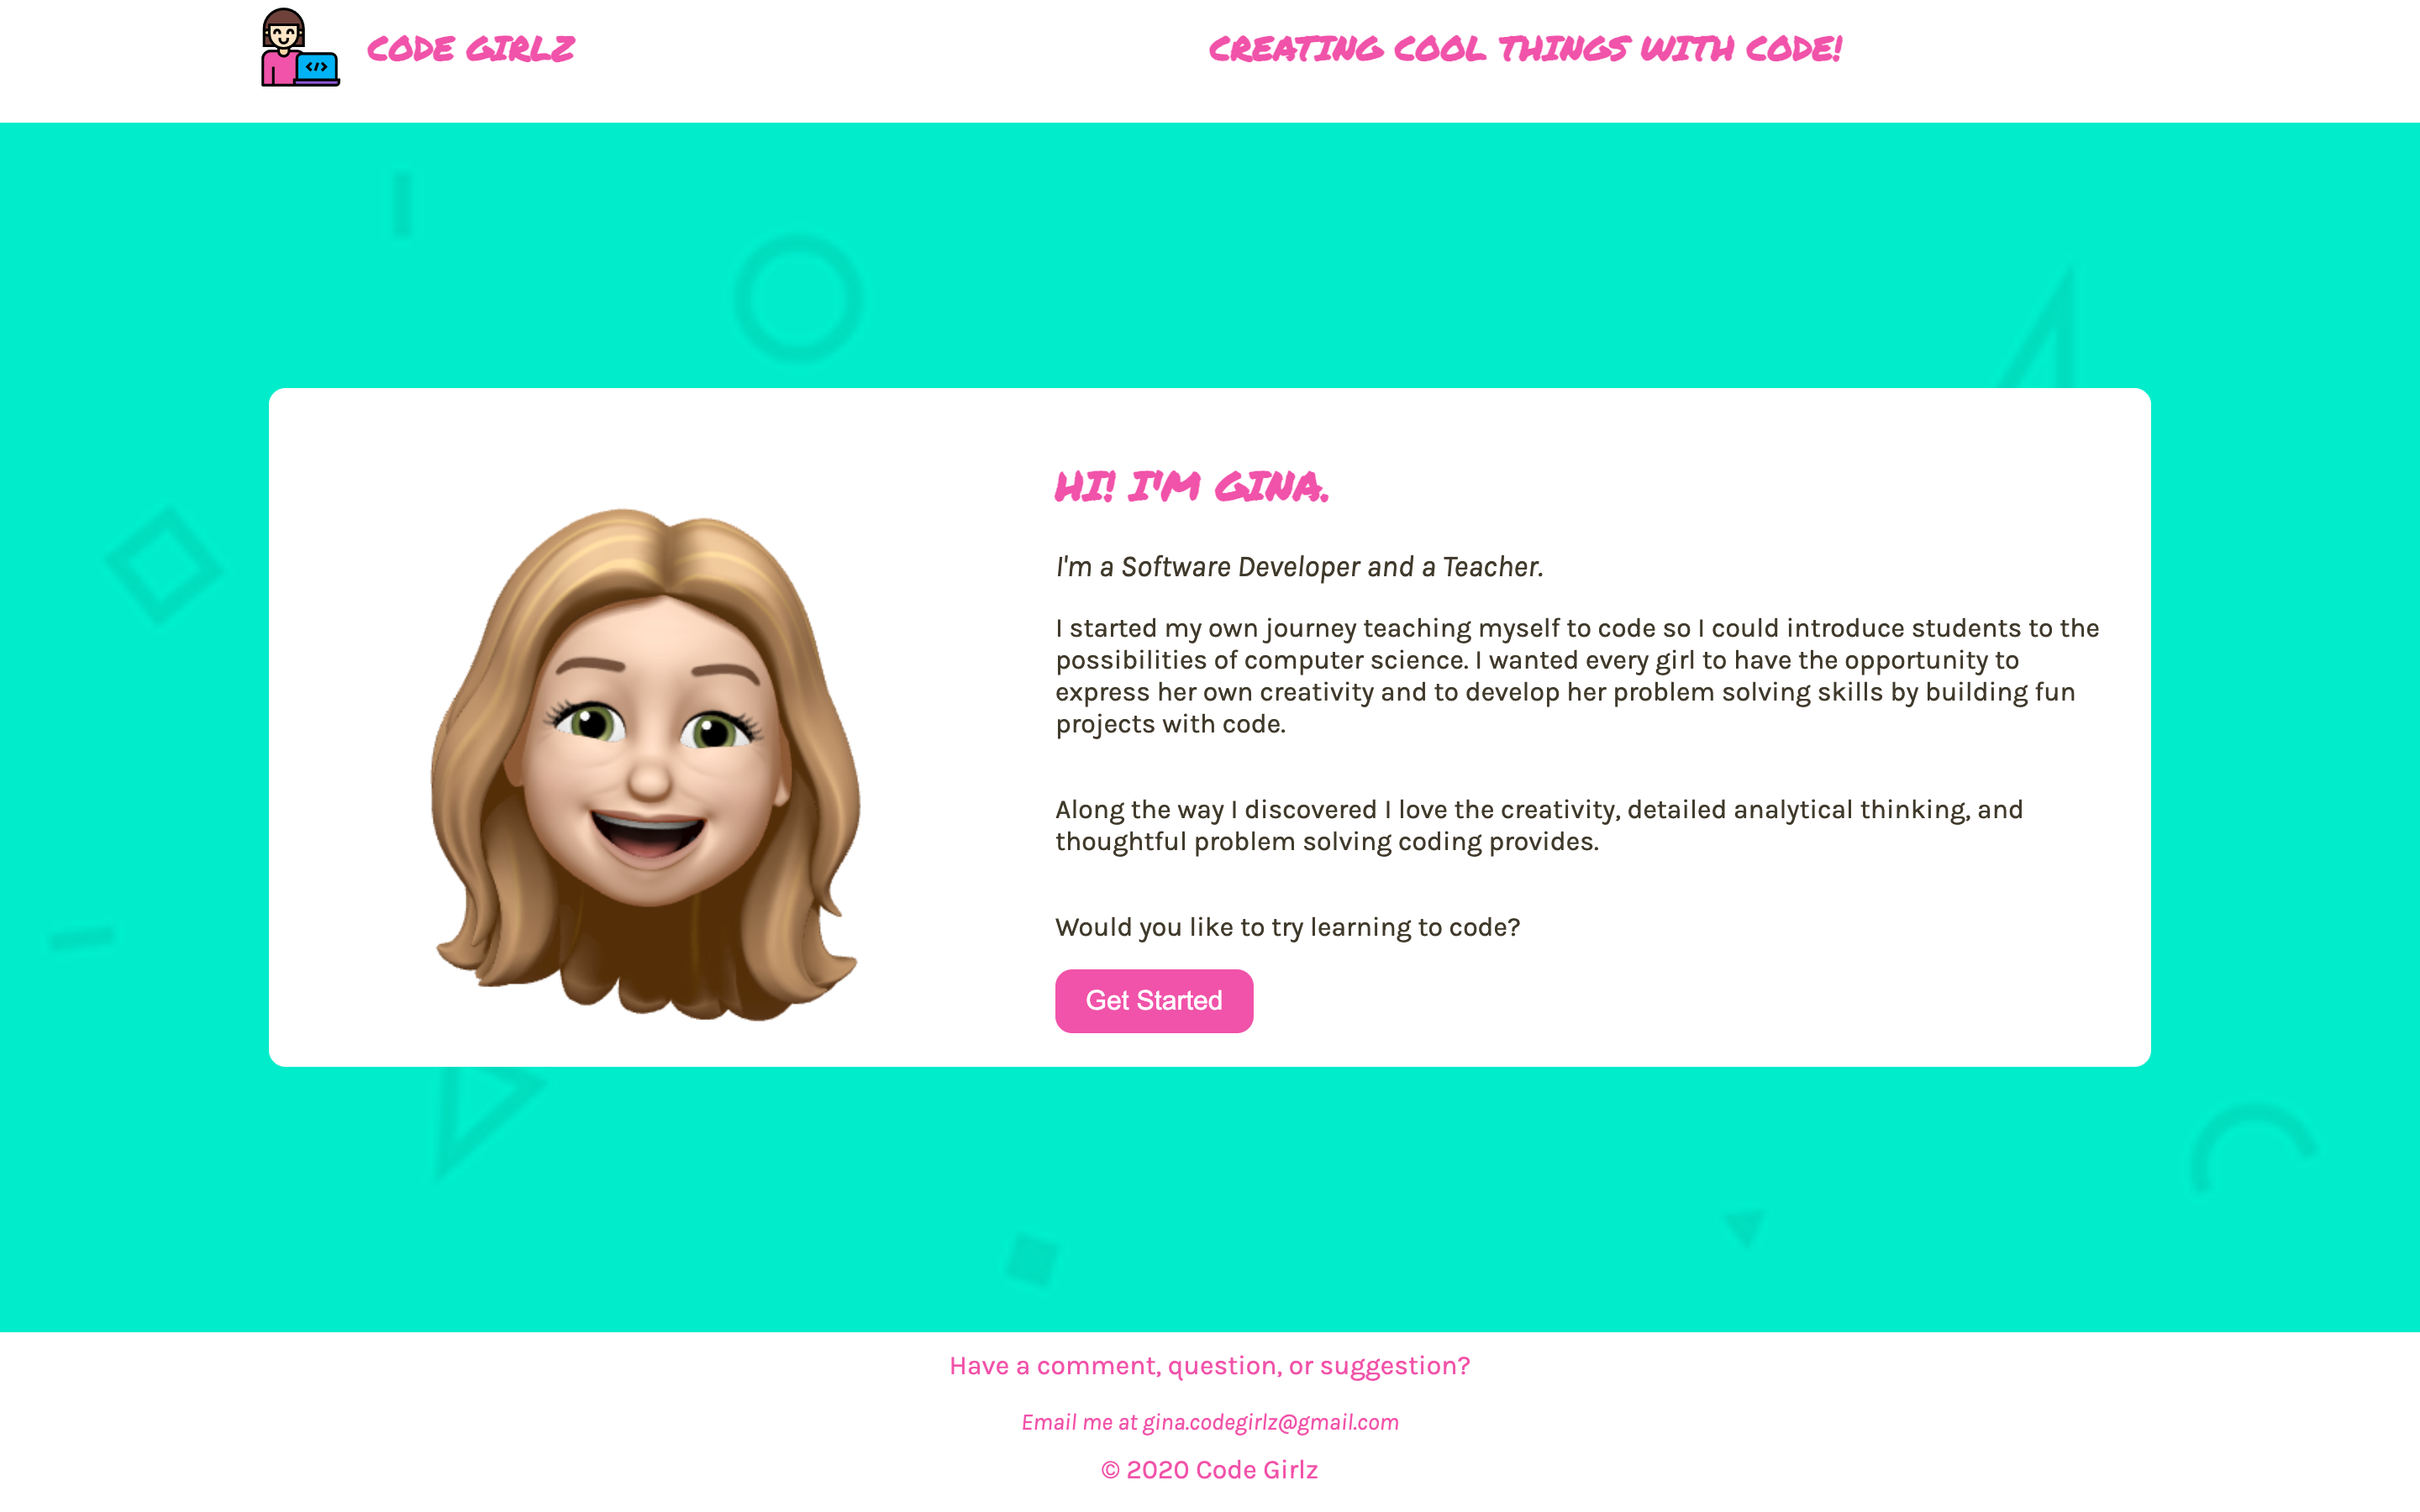 CODE GIRLZ
CREATING COOL THINGS WITH CODE!
</>
HI! I'M GINA.
I'm a Software Developer and a Teacher.
I started my own journey teaching myself to code so I could introduce students to the
possibilities of computer science. I wanted every girl to have the opportunity to
express her own creativity and to develop her problem solving skills by building fun
projects with code.
Along the way I discovered I love the creativity, detailed analytical thinking, and
thoughtful problem solving coding provides.
Would you like to try learning to code?
Get Started
Have a comment, question, or suggestion?
Email me at gina.codegirlz@gmail.com
© 2020 Code Girlz